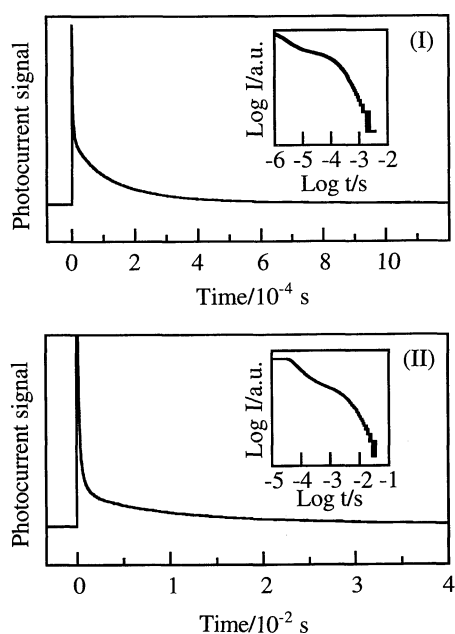 (I)
Photocurrent signal
Log I/a.u.
-6 -5 -4 -3 -2
Log t/s
0 2 4 6 8 10
Time/10⁻⁴ s
(II)
Photocurrent signal
Log I/a.u.
-5 -4 -3 -2 -1
Log t/s
0 1 2 3 4
Time/10⁻² s